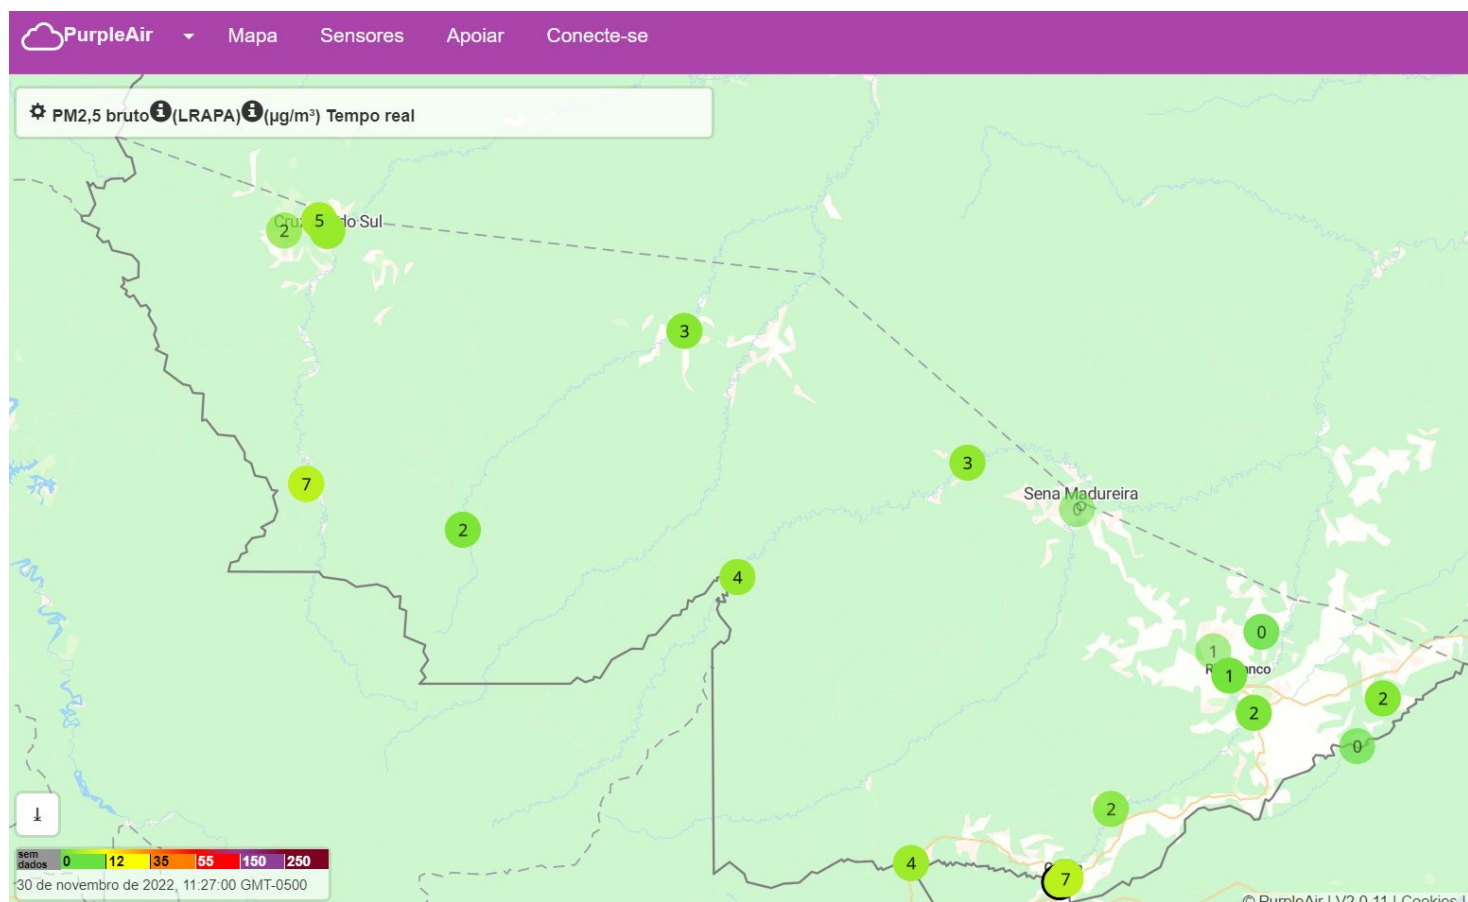 PurpleAir Mapa Sensores Apoiar Conecte-se
PM2,5 bruto (LRAPA) (µg/m³) Tempo real
2 5 do Sul
3
3
7
Sena Madureira
0
2
4
0
1
1
2
2
0
2
4
7
sem dados 0 12 35 55 150 250
30 de novembro de 2022, 11:27:00 GMT-0500
© PurpleAir | V2.0.11 | Cookies |